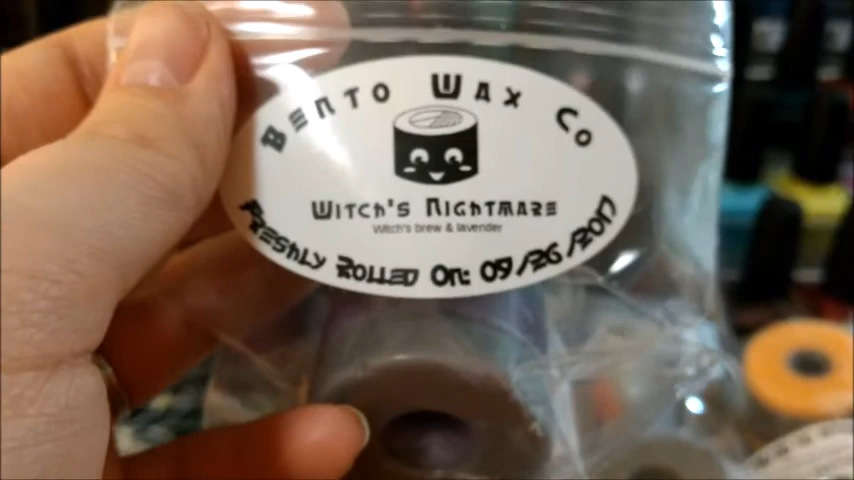 Bento Wax Co
Witch's Nightmare
Witch's brew & lavender
Freshly Rolled On: 09/26/2017